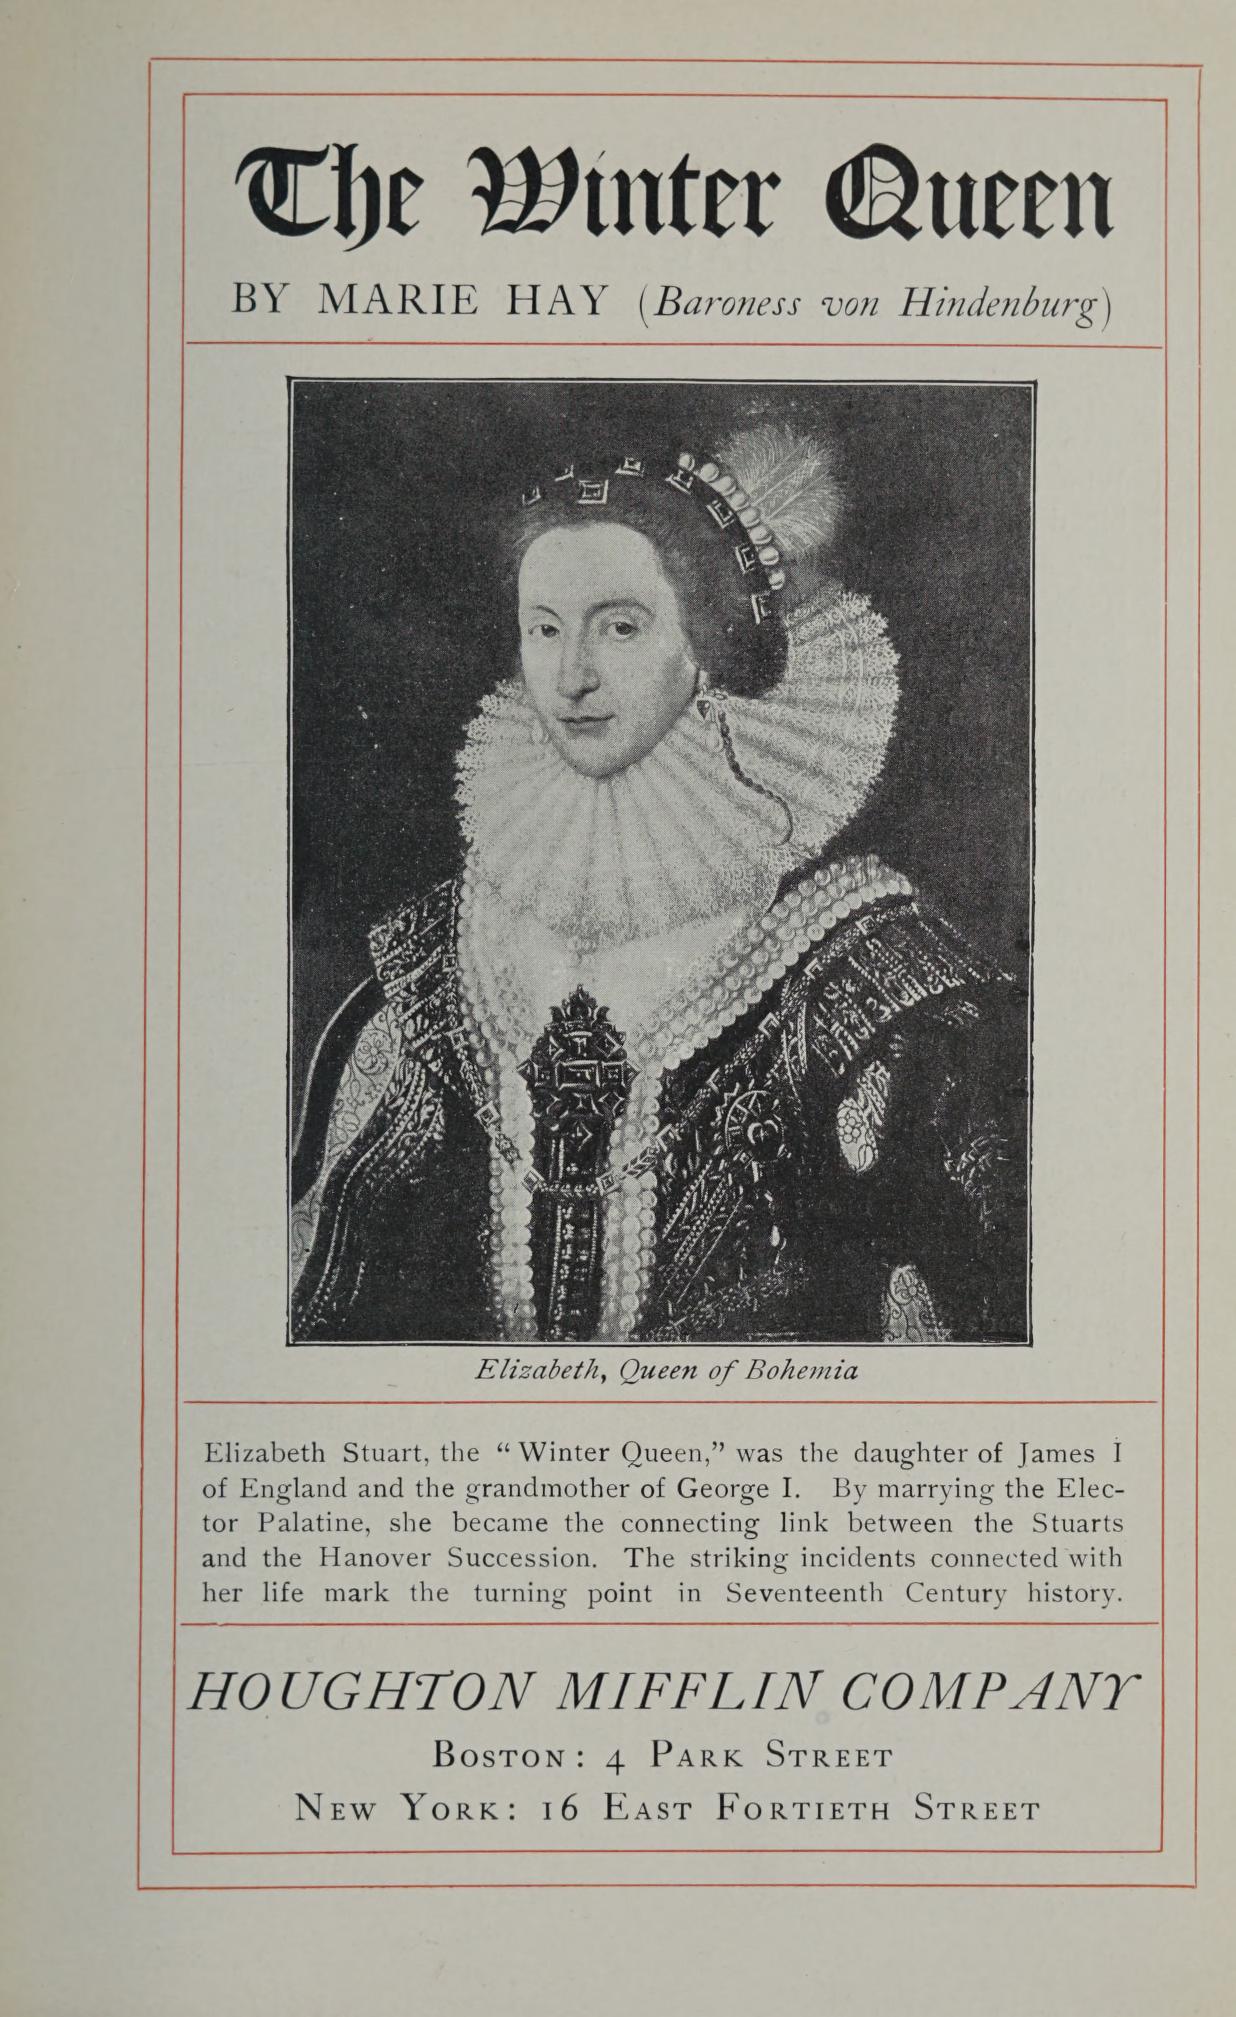 The Winter Queen
BY MARIE HAY (Baroness von Hindenburg)
Elizabeth, Queen of Bohemia
Elizabeth Stuart, the “Winter Queen,” was the daughter of James I
of England and the grandmother of George I. By marrying the Elec-
tor Palatine, she became the connecting link between the Stuarts
and the Hanover Succession. The striking incidents connected with
her life mark the turning point in Seventeenth Century history.
HOUGHTON MIFFLIN COMPANY
BOSTON: 4 PARK STREET
NEW YORK: 16 EAST FORTIETH STREET